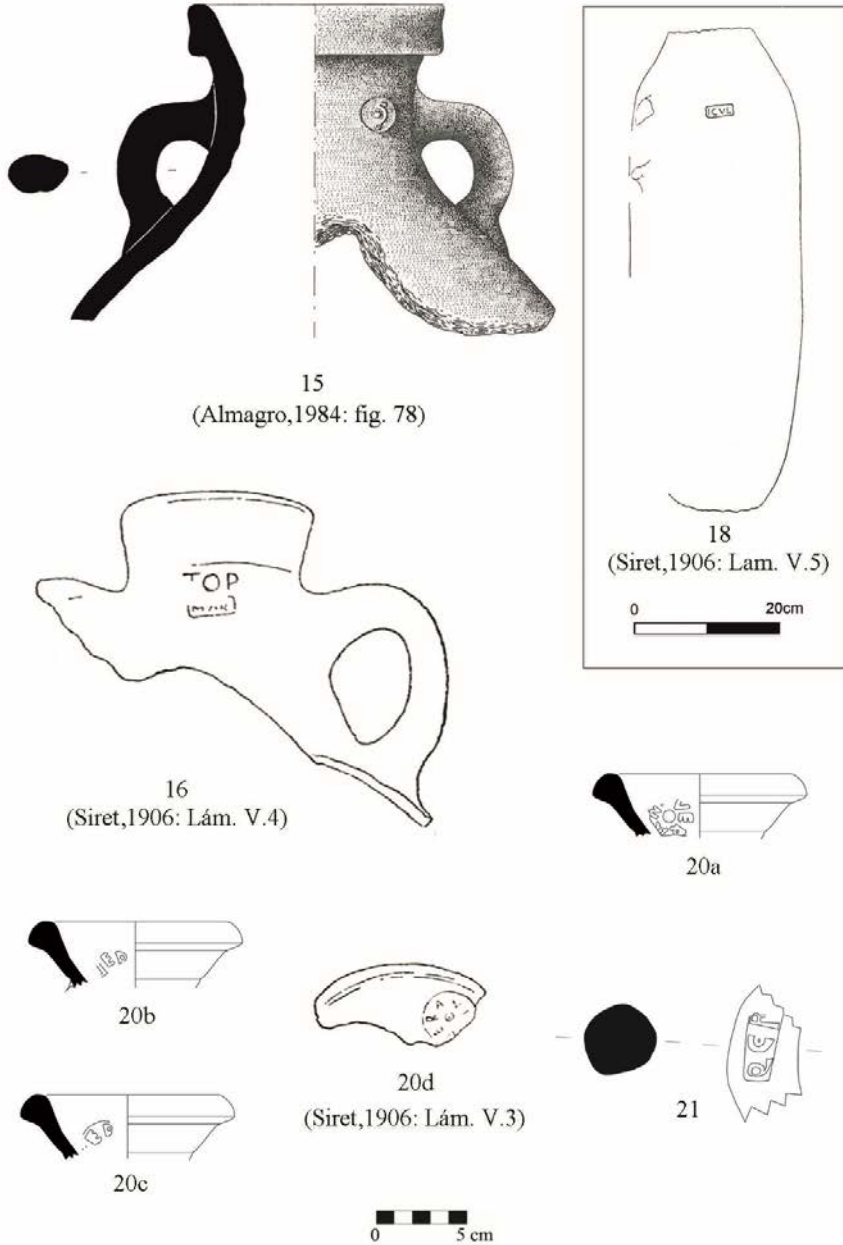 15
(Almagro,1984: fig. 78)
ICVL
18
(Siret,1906: Lam. V.5)
0 20cm
TOP
16
(Siret,1906: Lám. V.4)
20a
IED
20b
20c
20d
(Siret,1906: Lám. V.3)
21
0 5 cm